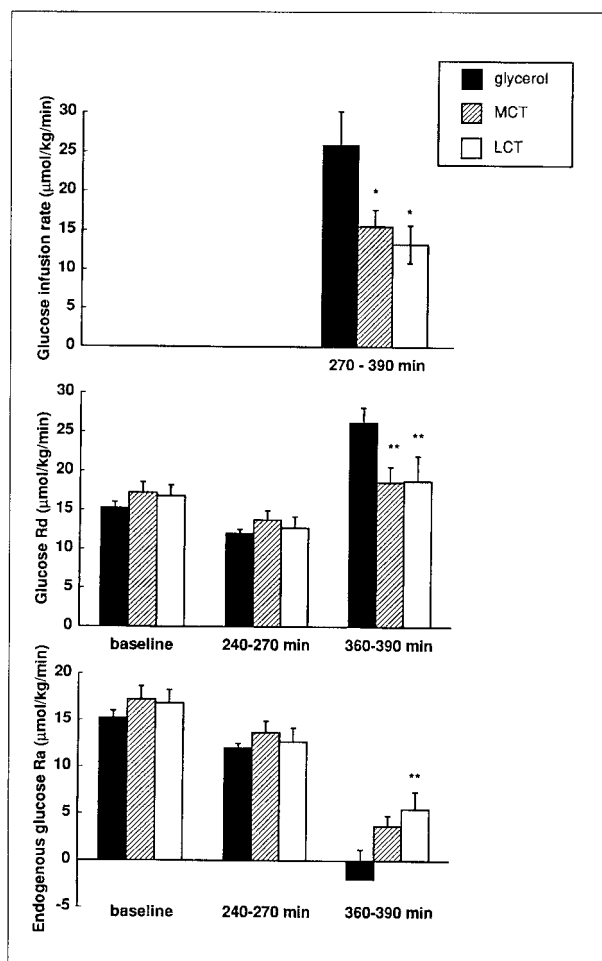 glycerol
MCT
LCT
Glucose infusion rate (µmol/kg/min)
30
25
20
15
10
5
0
*
*
270 - 390 min
Glucose Rd (µmol/kg/min)
30
25
20
15
10
5
0
**
**
baseline
240-270 min
360-390 min
Endogenous glucose Ra (µmol/kg/min)
20
15
10
5
0
-5
**
baseline
240-270 min
360-390 min